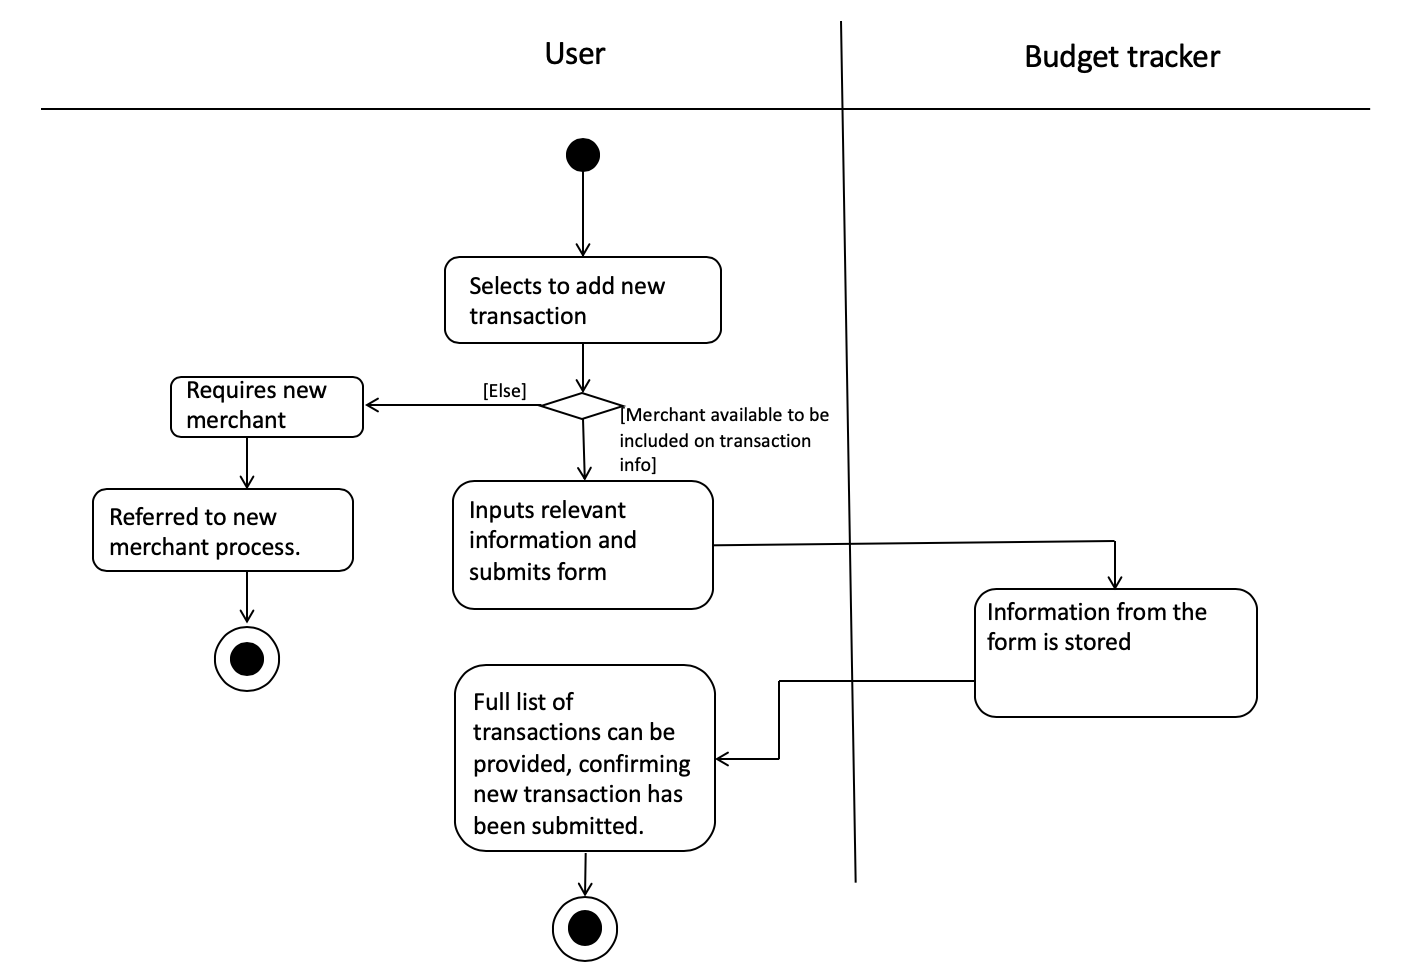 User
Budget tracker
Selects to add new
transaction
[Else]
Requires new
merchant
[Merchant available to be
included on transaction
info]
Referred to new
merchant process.
Inputs relevant
information and
submits form
Information from the
form is stored
Full list of
transactions can be
provided, confirming
new transaction has
been submitted.